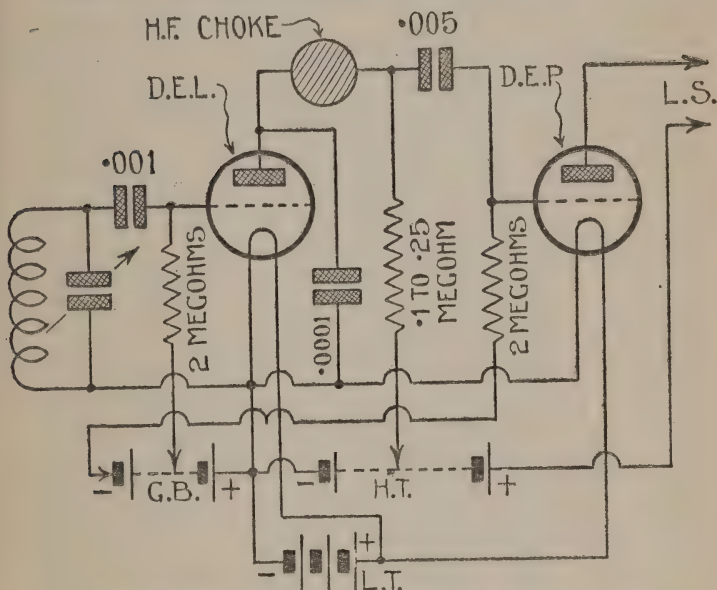 H.F. CHOKE
.005
D.E.L.
D.E.P.
L.S.
.001
2 MEGOHMS
.0001
.1 TO .25
MEGOHM
2 MEGOHMS
- G.B. +
- H.T. +
- L.T. +